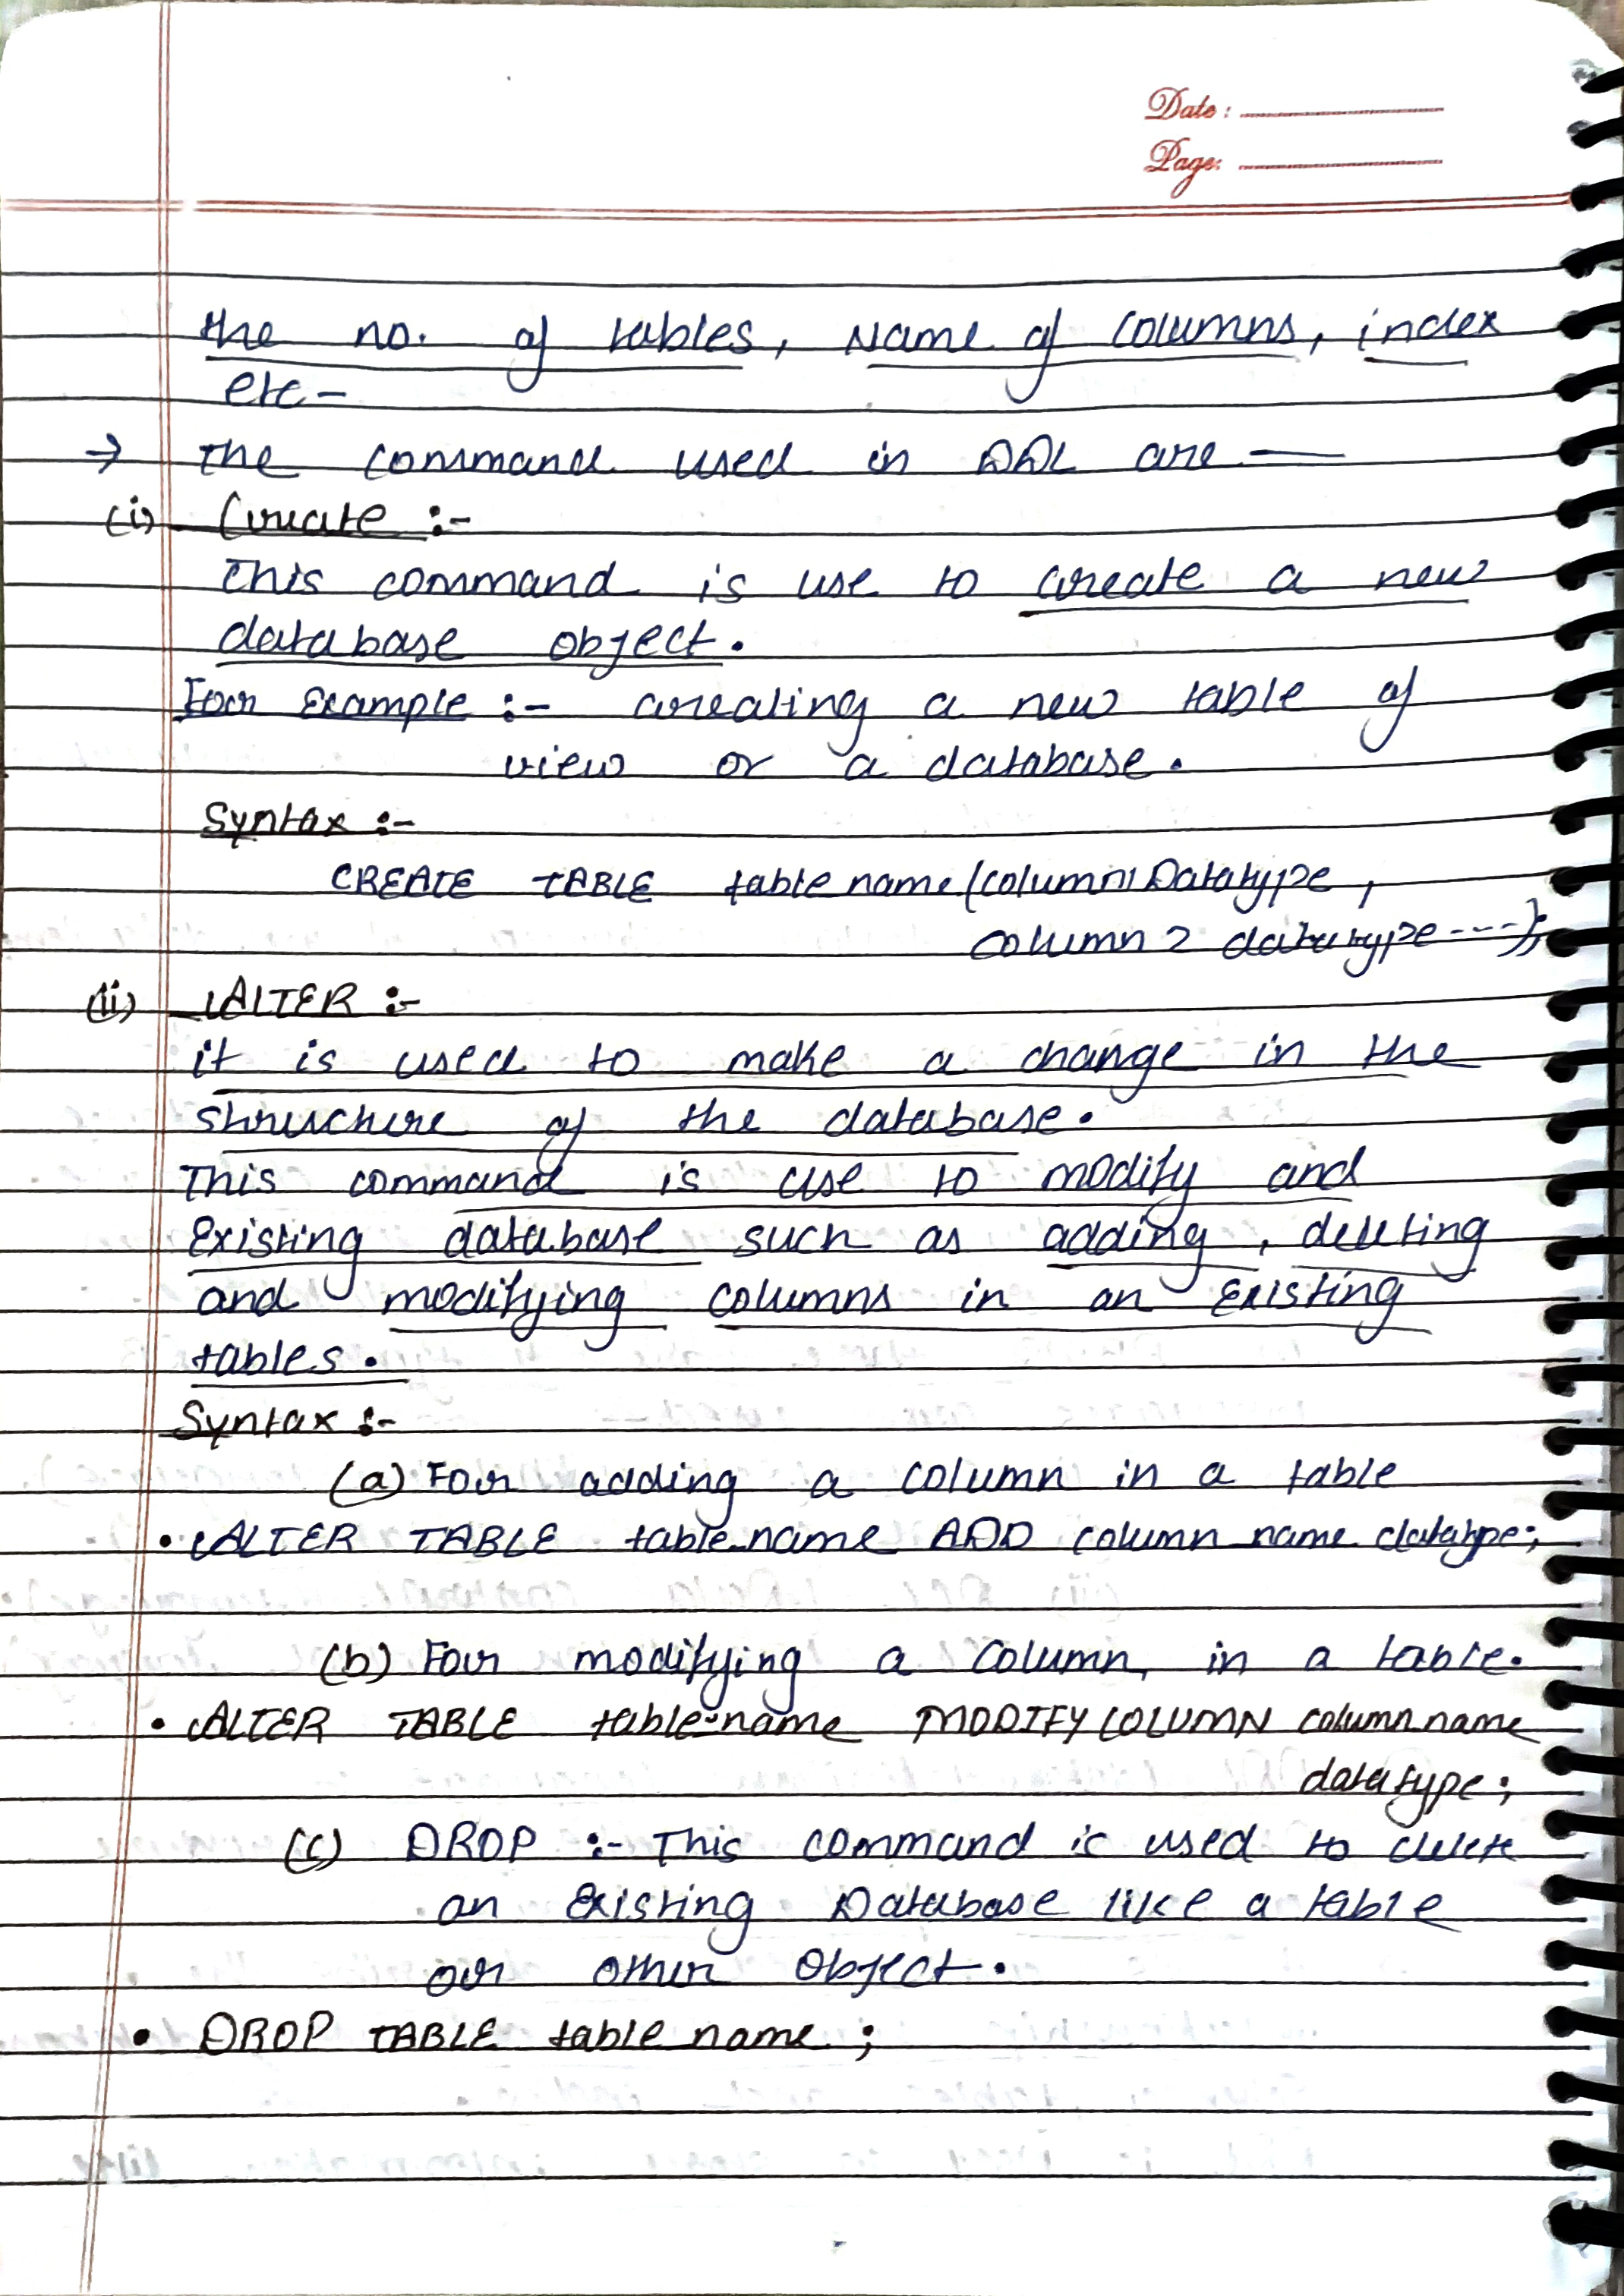 Date :
Page:
the no. of tables, Name of columns, index
etc -
→ The command used in DDL are —
(i) Create :-
This command is use to create a new
database object.
For Example :- creating a new table of
view or a database.
Syntax :-
CREATE TABLE table name (column1 Datatype,
column 2 datatype ----);
(ii) ALTER :-
it is used to make a change in the
structure of the database.
This command is use to modify and
Existing database such as adding, deleting
and modifying columns in an Existing
tables.
Syntax :-
(a) For adding a column in a table
• ALTER TABLE table_name ADD column name datatype;
(b) For modifying a column in a table.
• ALTER TABLE table-name MODIFY COLUMN column name
datatype;
(c) DROP :- This command is used to delete
an Existing Database like a table
or other object.
• DROP TABLE table name ;